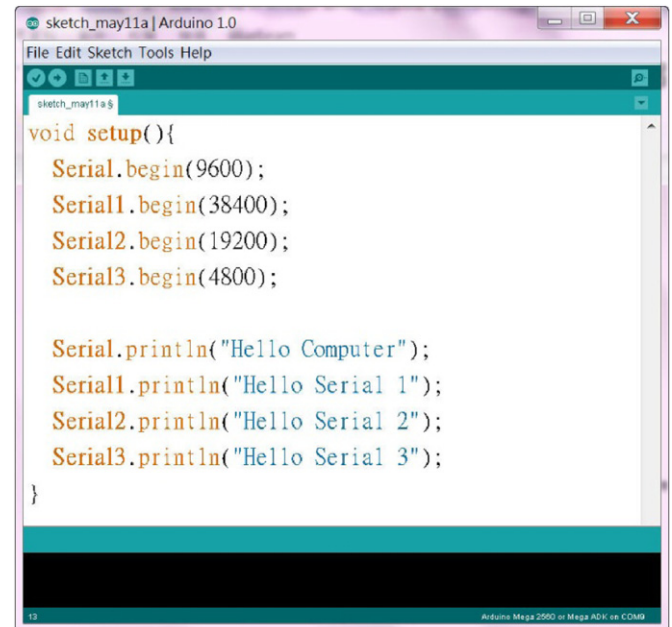 sketch_may11a | Arduino 1.0
File Edit Sketch Tools Help
sketch_may11a §
void setup(){
Serial.begin(9600);
Serial1.begin(38400);
Serial2.begin(19200);
Serial3.begin(4800);
Serial.println("Hello Computer");
Serial1.println("Hello Serial 1");
Serial2.println("Hello Serial 2");
Serial3.println("Hello Serial 3");
}
13
Arduino Mega 2560 or Mega ADK on COM9